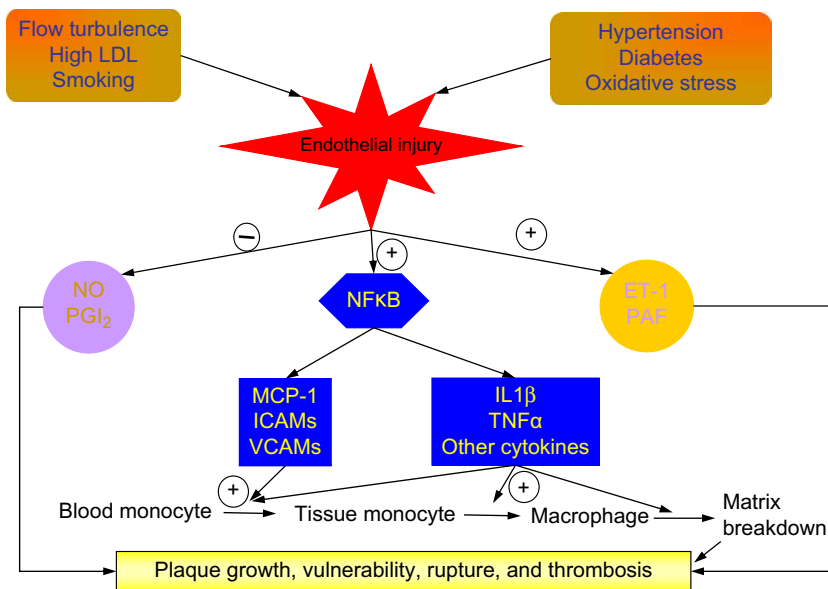 Flow turbulence
High LDL
Smoking
Hypertension
Diabetes
Oxidative stress
Endothelial injury
−
+
+
NO
PGI₂
NFκB
ET-1
PAF
MCP-1
ICAMs
VCAMs
IL1β
TNFα
Other cytokines
+
+
Blood monocyte
Tissue monocyte
Macrophage
Matrix
breakdown
Plaque growth, vulnerability, rupture, and thrombosis